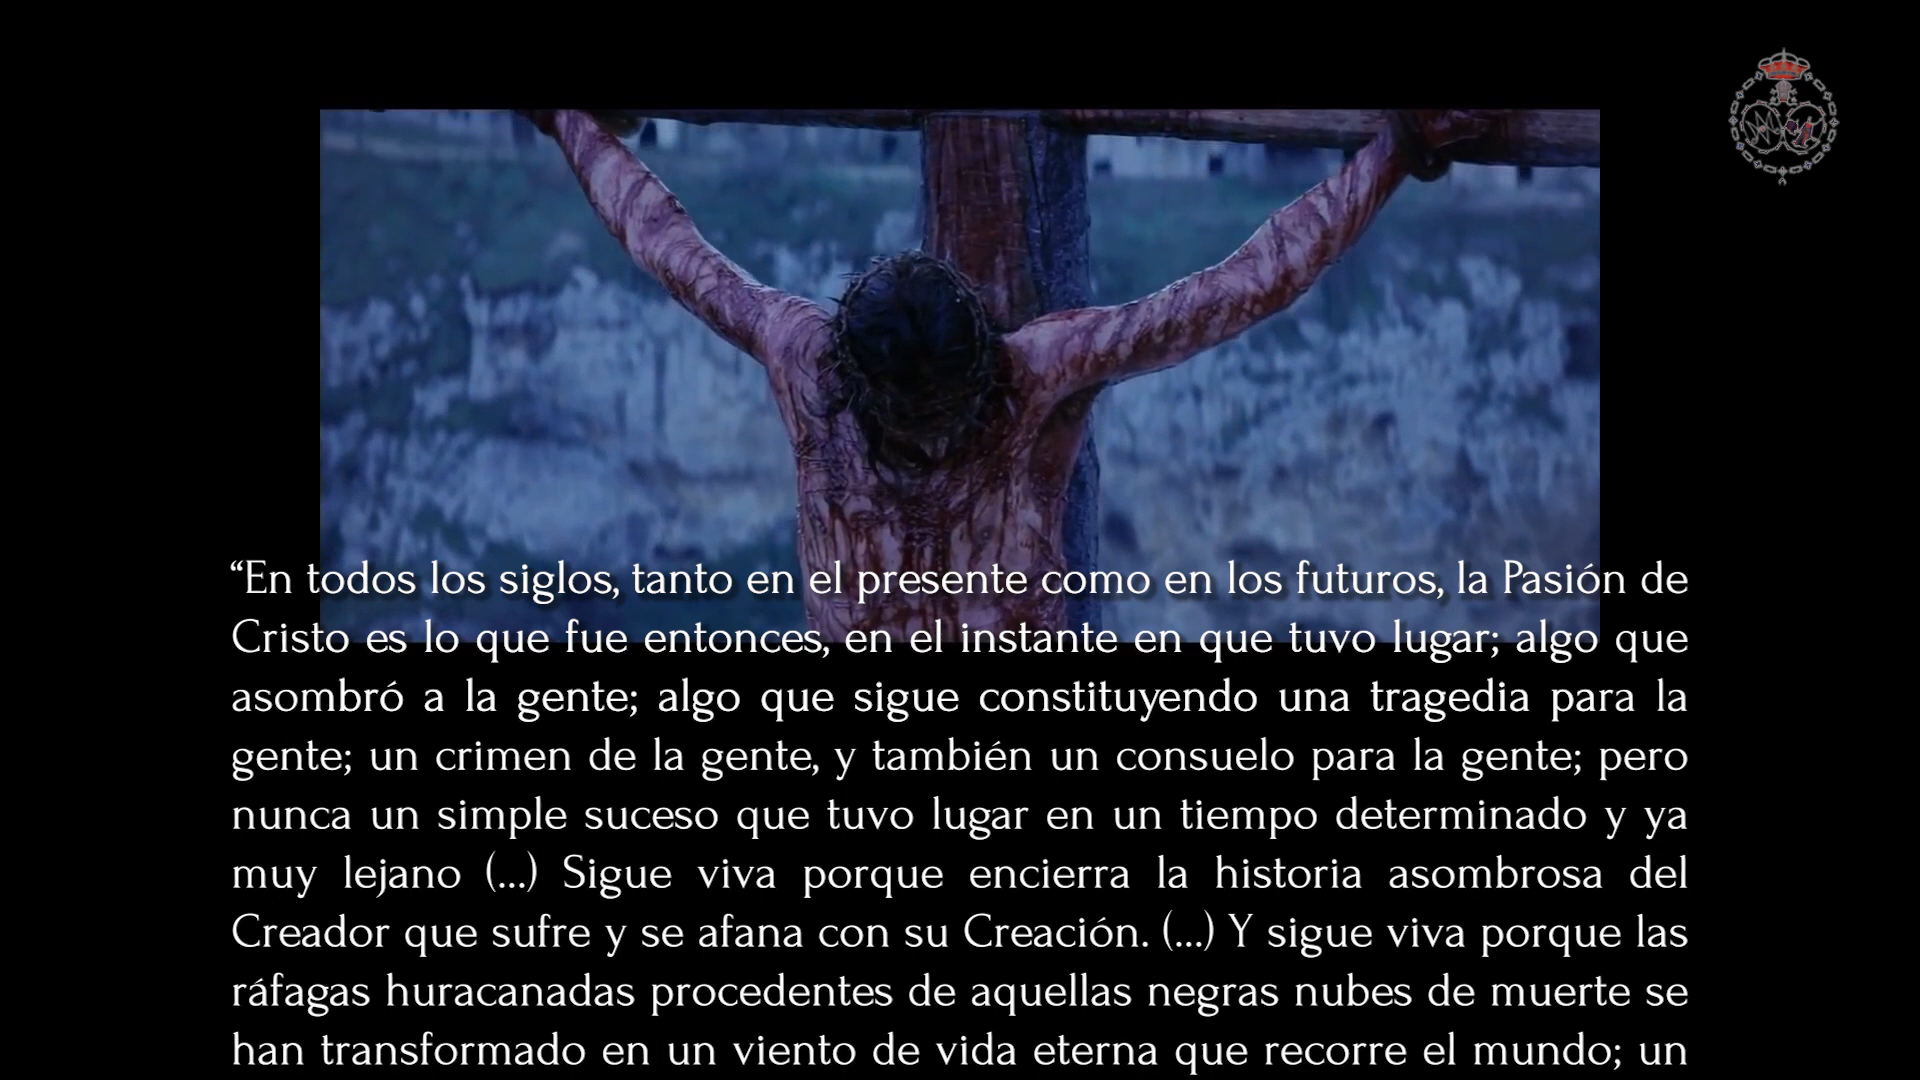 “En todos los siglos, tanto en el presente como en los futuros, la Pasión de
Cristo es lo que fue entonces, en el instante en que tuvo lugar; algo que
asombró a la gente; algo que sigue constituyendo una tragedia para la
gente; un crimen de la gente, y también un consuelo para la gente; pero
nunca un simple suceso que tuvo lugar en un tiempo determinado y ya
muy lejano (...) Sigue viva porque encierra la historia asombrosa del
Creador que sufre y se afana con su Creación. (...) Y sigue viva porque las
ráfagas huracanadas procedentes de aquellas negras nubes de muerte se
han transformado en un viento de vida eterna que recorre el mundo; un